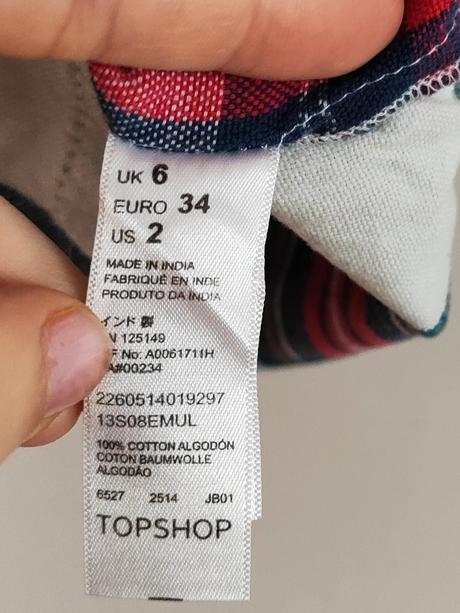 UK 6
EURO 34
US 2
MADE IN INDIA
FABRIQUÉ EN INDE
PRODUTO DA INDIA
インド 製
125149
No: A0061711H
A#00234
2260514019297
13S08EMUL
100% COTTON ALGODÓN
COTON BAUMWOLLE
ALGODÃO
6527 2514 JB01
TOPSHOP